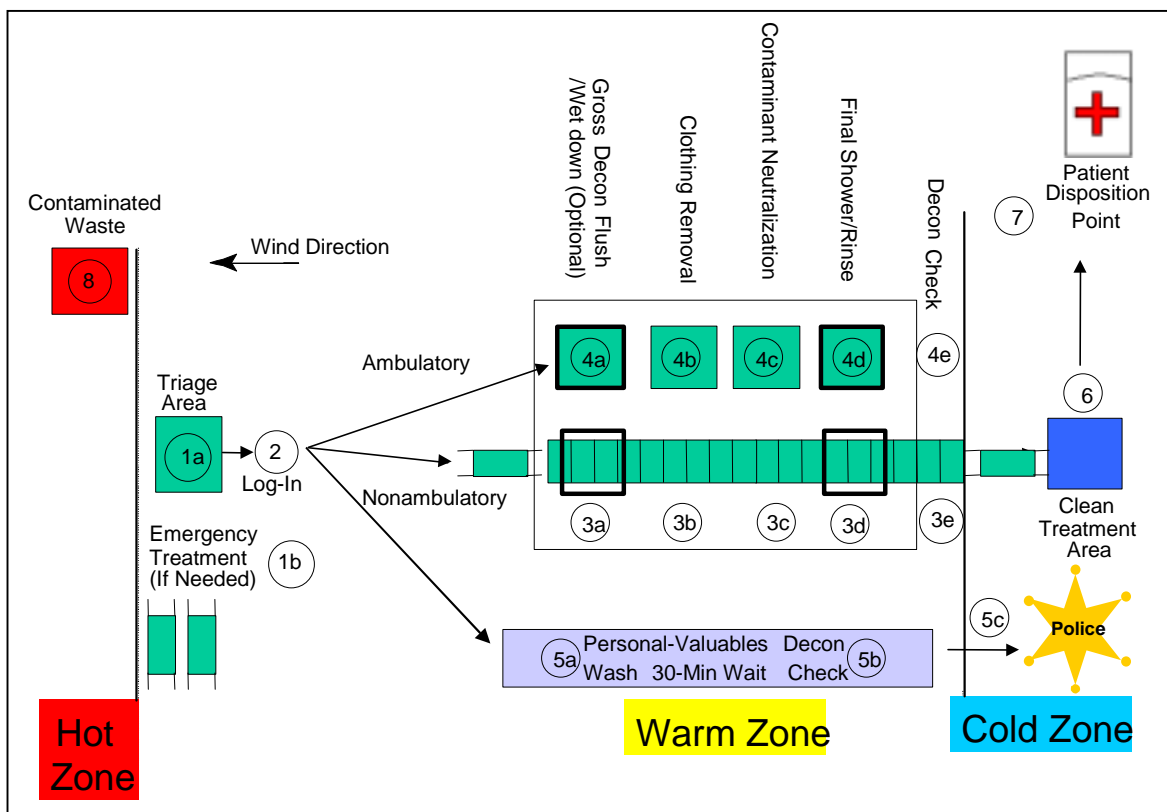 Gross Decon Flush
/Wet down (Optional)
Clothing Removal
Contaminant Neutralization
Final Shower/Rinse
Decon Check
Patient
Disposition
Point
7
Contaminated
Waste
8
Wind Direction
Ambulatory
4a
4b
4c
4d
4e
6
Triage
Area
1a
2
Log-In
Nonambulatory
3a
3b
3c
3d
3e
Clean
Treatment
Area
Emergency
Treatment
(If Needed)
1b
5a
Personal-Valuables Decon
Wash 30-Min Wait Check
5b
5c
Police
Hot
Zone
Warm Zone
Cold Zone